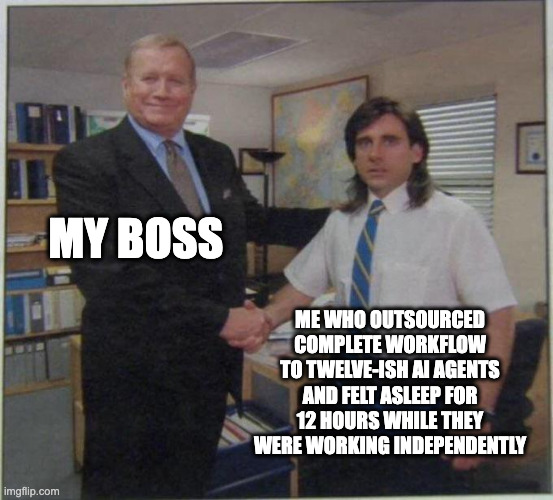 MY BOSS
ME WHO OUTSOURCED
COMPLETE WORKFLOW
TO TWELVE-ISH AI AGENTS
AND FELT ASLEEP FOR
12 HOURS WHILE THEY
WERE WORKING INDEPENDENTLY
imgflip.com